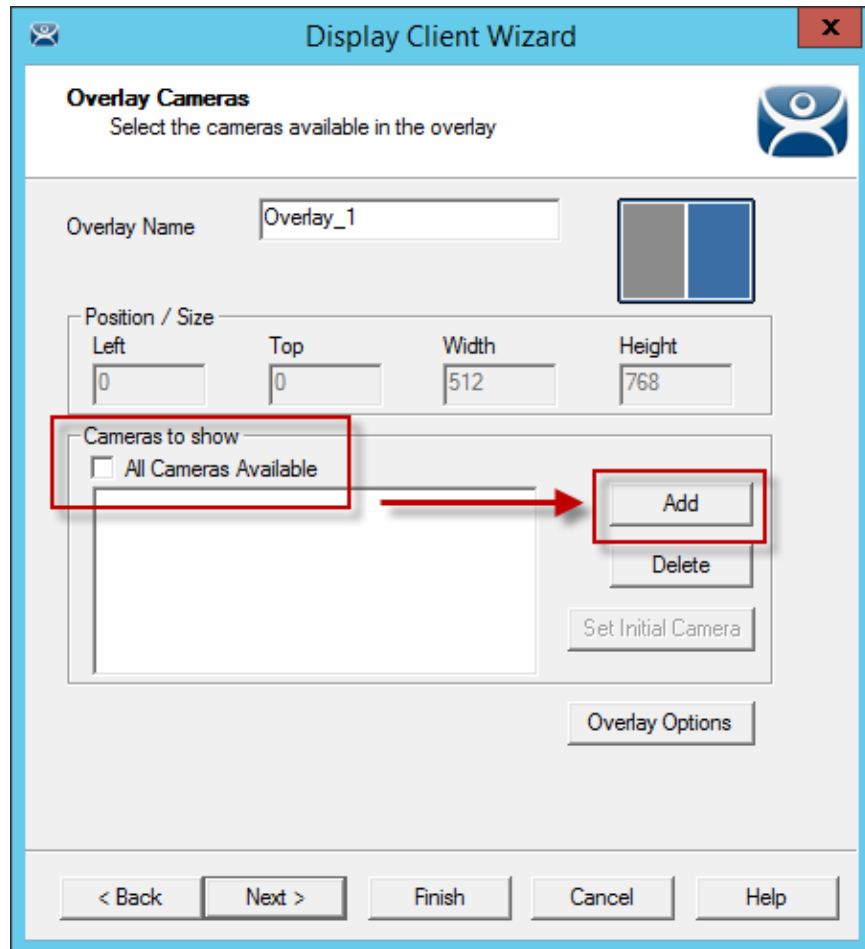 Display Client Wizard
x
Overlay Cameras
Select the cameras available in the overlay
Overlay Name
Overlay_1
Position / Size
Left Top Width Height
0 0 512 768
Cameras to show
All Cameras Available
Add
Delete
Set Initial Camera
Overlay Options
< Back Next > Finish Cancel Help